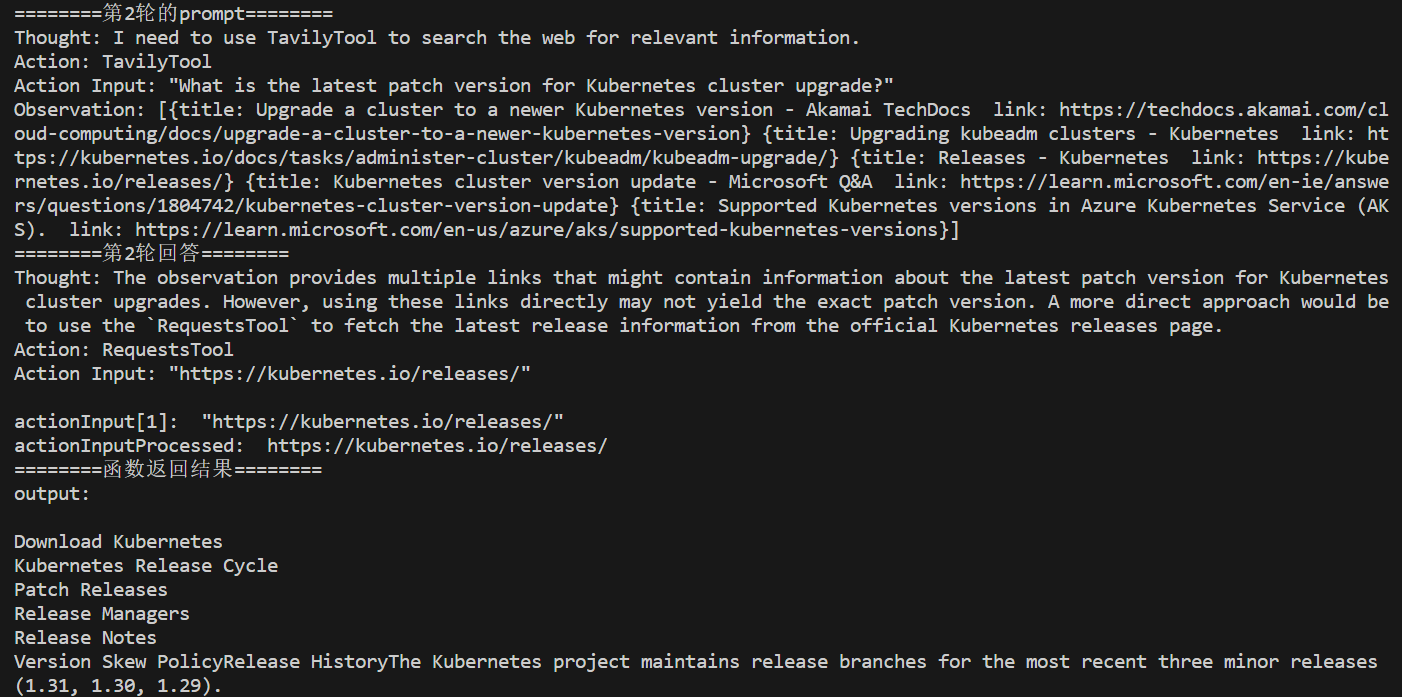 ========第2轮的prompt========
Thought: I need to use TavilyTool to search the web for relevant information.
Action: TavilyTool
Action Input: "What is the latest patch version for Kubernetes cluster upgrade?"
Observation: [{title: Upgrade a cluster to a newer Kubernetes version - Akamai TechDocs  link: https://techdocs.akamai.com/cl
oud-computing/docs/upgrade-a-cluster-to-a-newer-kubernetes-version} {title: Upgrading kubeadm clusters - Kubernetes  link: ht
tps://kubernetes.io/docs/tasks/administer-cluster/kubeadm/kubeadm-upgrade/} {title: Releases - Kubernetes  link: https://kube
rnetes.io/releases/} {title: Kubernetes cluster version update - Microsoft Q&A  link: https://learn.microsoft.com/en-ie/answe
rs/questions/1804742/kubernetes-cluster-version-update} {title: Supported Kubernetes versions in Azure Kubernetes Service (AK
S).  link: https://learn.microsoft.com/en-us/azure/aks/supported-kubernetes-versions}]
========第2轮回答========
Thought: The observation provides multiple links that might contain information about the latest patch version for Kubernetes
 cluster upgrades. However, using these links directly may not yield the exact patch version. A more direct approach would be
 to use the `RequestsTool` to fetch the latest release information from the official Kubernetes releases page.
Action: RequestsTool
Action Input: "https://kubernetes.io/releases/"

actionInput[1]:  "https://kubernetes.io/releases/"
actionInputProcessed:  https://kubernetes.io/releases/
========函数返回结果========
output:

Download Kubernetes
Kubernetes Release Cycle
Patch Releases
Release Managers
Release Notes
Version Skew PolicyRelease HistoryThe Kubernetes project maintains release branches for the most recent three minor releases
(1.31, 1.30, 1.29).